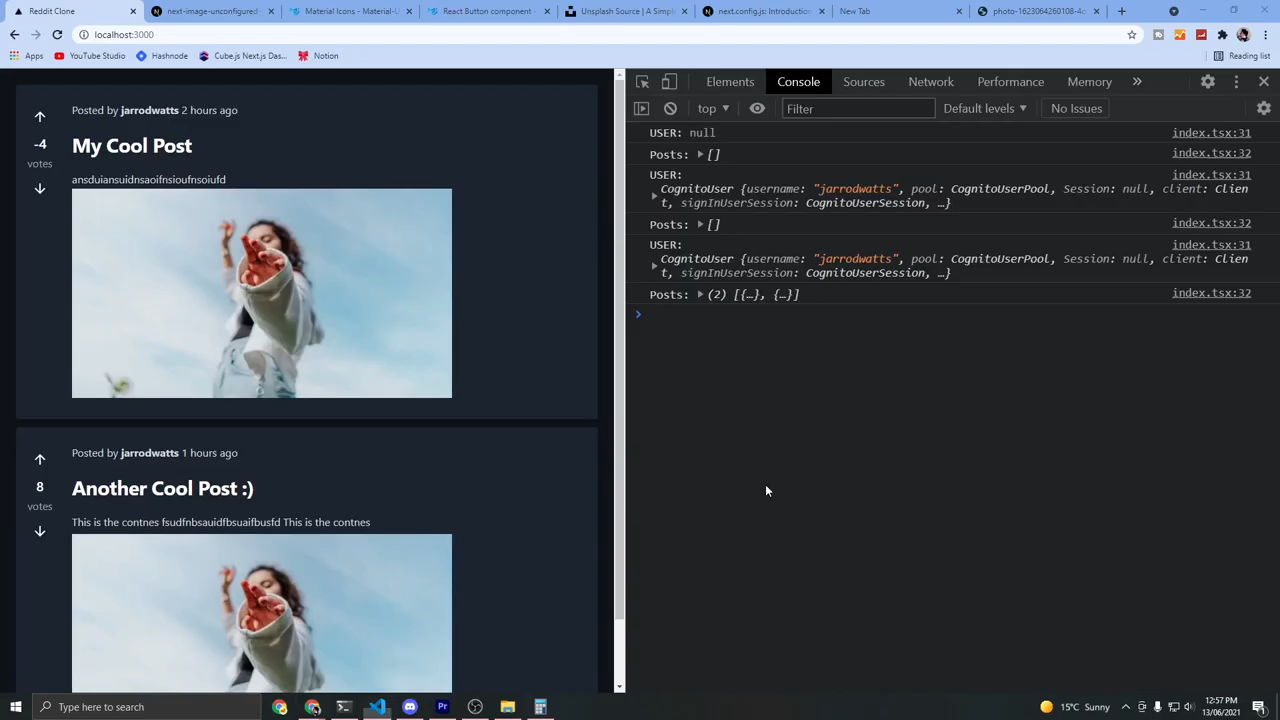 Reddit Clone
next-image-unconfigured-
Material Icons - Material-U
React Button component -
Unsplash Source | A Simple
next.config.js: Introduction
New Tab
photo-1623064260108-4c
localhost:3000
Apps
YouTube Studio
Hashnode
Cube.js Next.js Das...
Notion
Reading list
Posted by jarrodwatts 2 hours ago
-4
votes
My Cool Post
ansduiansuidnsaoifnsioufnsoiufd
Posted by jarrodwatts 1 hours ago
8
votes
Another Cool Post :)
This is the contnes fsudfnbsauidfbsuaifbusfd This is the contnes
Elements
Console
Sources
Network
Performance
Memory
top
Filter
Default levels
No Issues
USER: null index.tsx:31
Posts: [] index.tsx:32
USER: index.tsx:31
CognitoUser {username: "jarrodwatts", pool: CognitoUserPool, Session: null, client: Clien
t, signInUserSession: CognitoUserSession, …}
Posts: [] index.tsx:32
USER: index.tsx:31
CognitoUser {username: "jarrodwatts", pool: CognitoUserPool, Session: null, client: Clien
t, signInUserSession: CognitoUserSession, …}
Posts: (2) [{…}, {…}] index.tsx:32
Type here to search
15°C Sunny
12:57 PM
13/06/2021